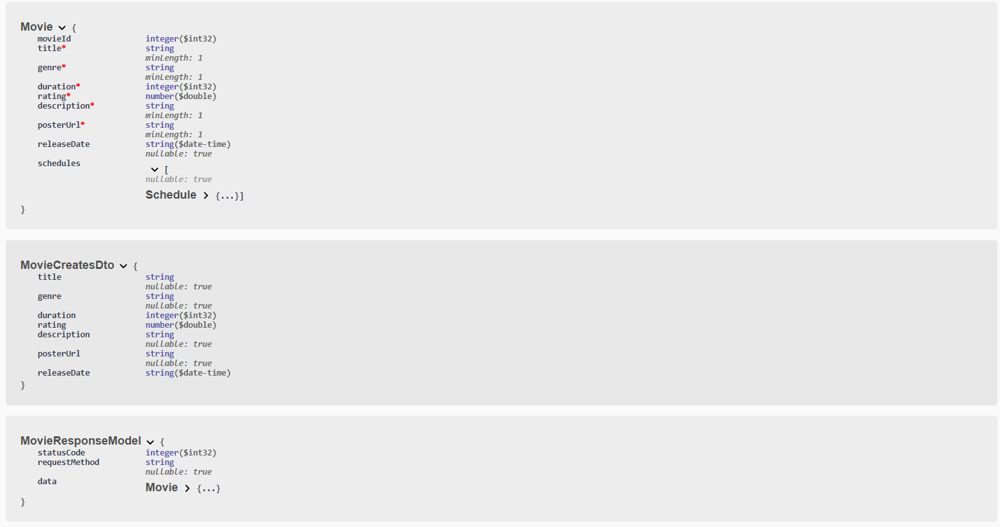 Movie {
movieId integer($int32)
title* string
minLength: 1
genre* string
minLength: 1
duration* integer($int32)
rating* number($double)
description* string
minLength: 1
posterUrl* string
minLength: 1
releaseDate string($date-time)
nullable: true
schedules
[
nullable: true
Schedule {...}]
}
MovieCreatesDto {
title string
nullable: true
genre string
nullable: true
duration integer($int32)
rating number($double)
description string
nullable: true
posterUrl string
nullable: true
releaseDate string($date-time)
}
MovieResponseModel {
statusCode integer($int32)
requestMethod string
nullable: true
data
Movie {...}
}